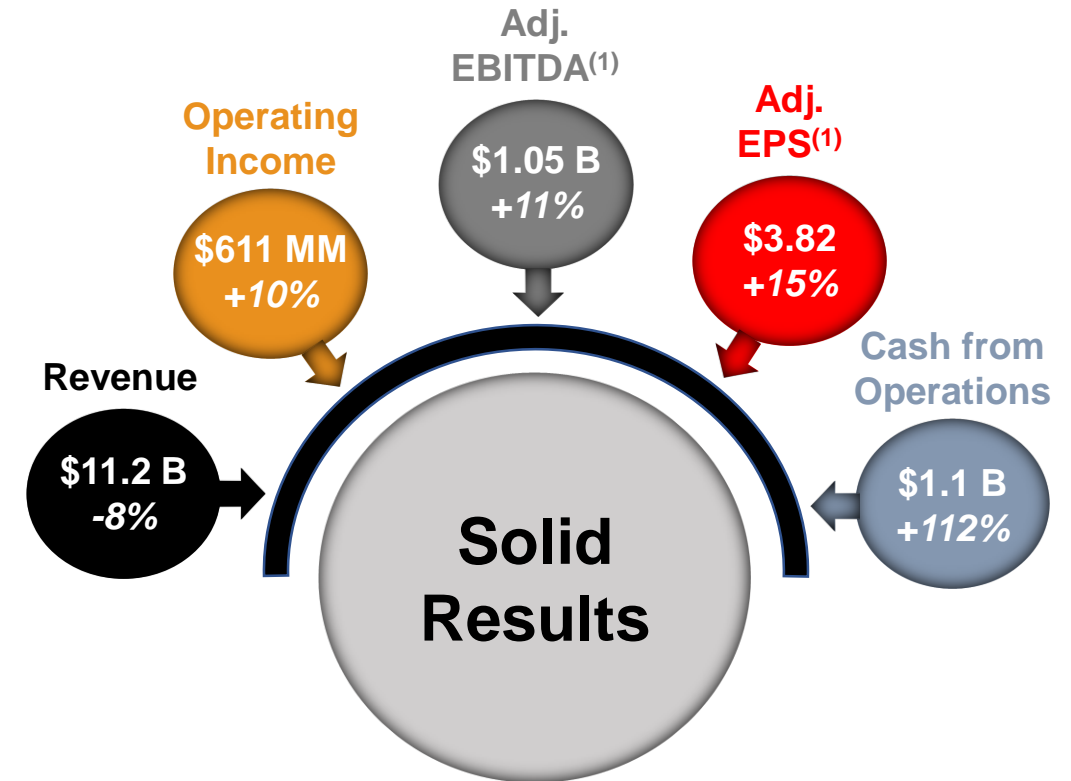 Adj.
EBITDA(1)
$1.05 B
+11%
Operating
Income
$611 MM
+10%
Adj.
EPS(1)
$3.82
+15%
Revenue
$11.2 B
-8%
Cash from
Operations
$1.1 B
+112%
Solid
Results